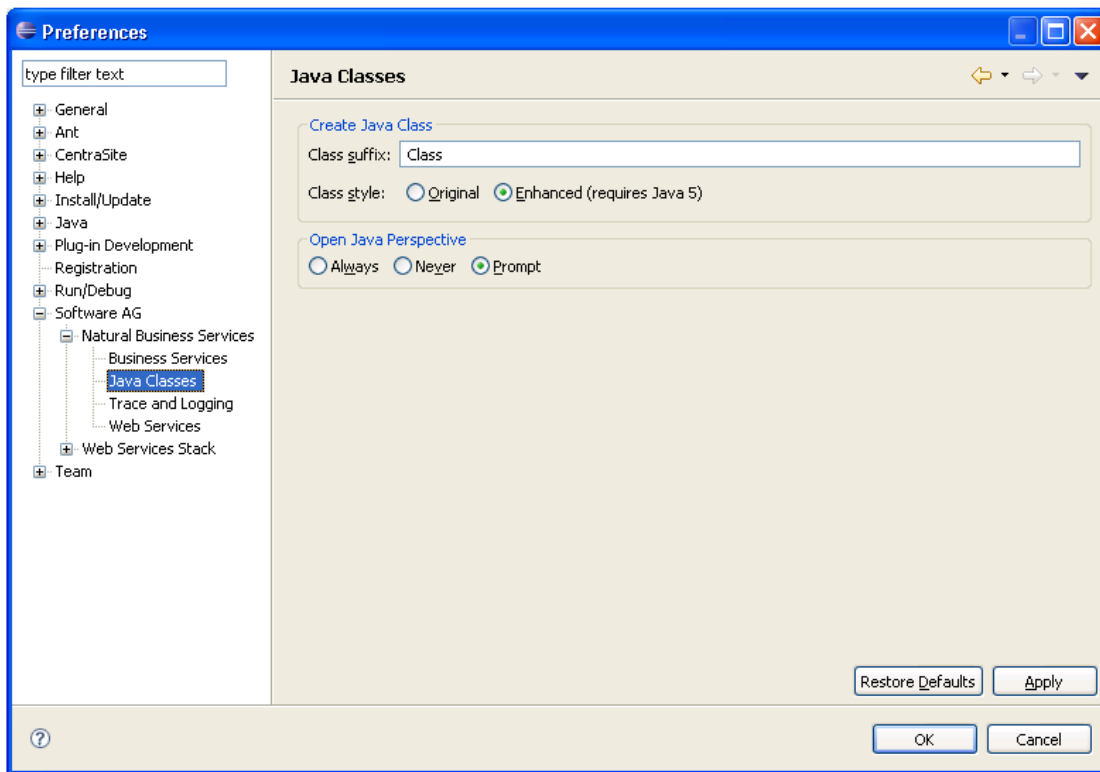 Preferences
type filter text
General
Ant
CentraSite
Help
Install/Update
Java
Plug-in Development
Registration
Run/Debug
Software AG
Natural Business Services
Business Services
Java Classes
Trace and Logging
Web Services
Web Services Stack
Team
Java Classes
Create Java Class
Class suffix: Class
Class style: Original Enhanced (requires Java 5)
Open Java Perspective
Always Never Prompt
Restore Defaults Apply
OK Cancel